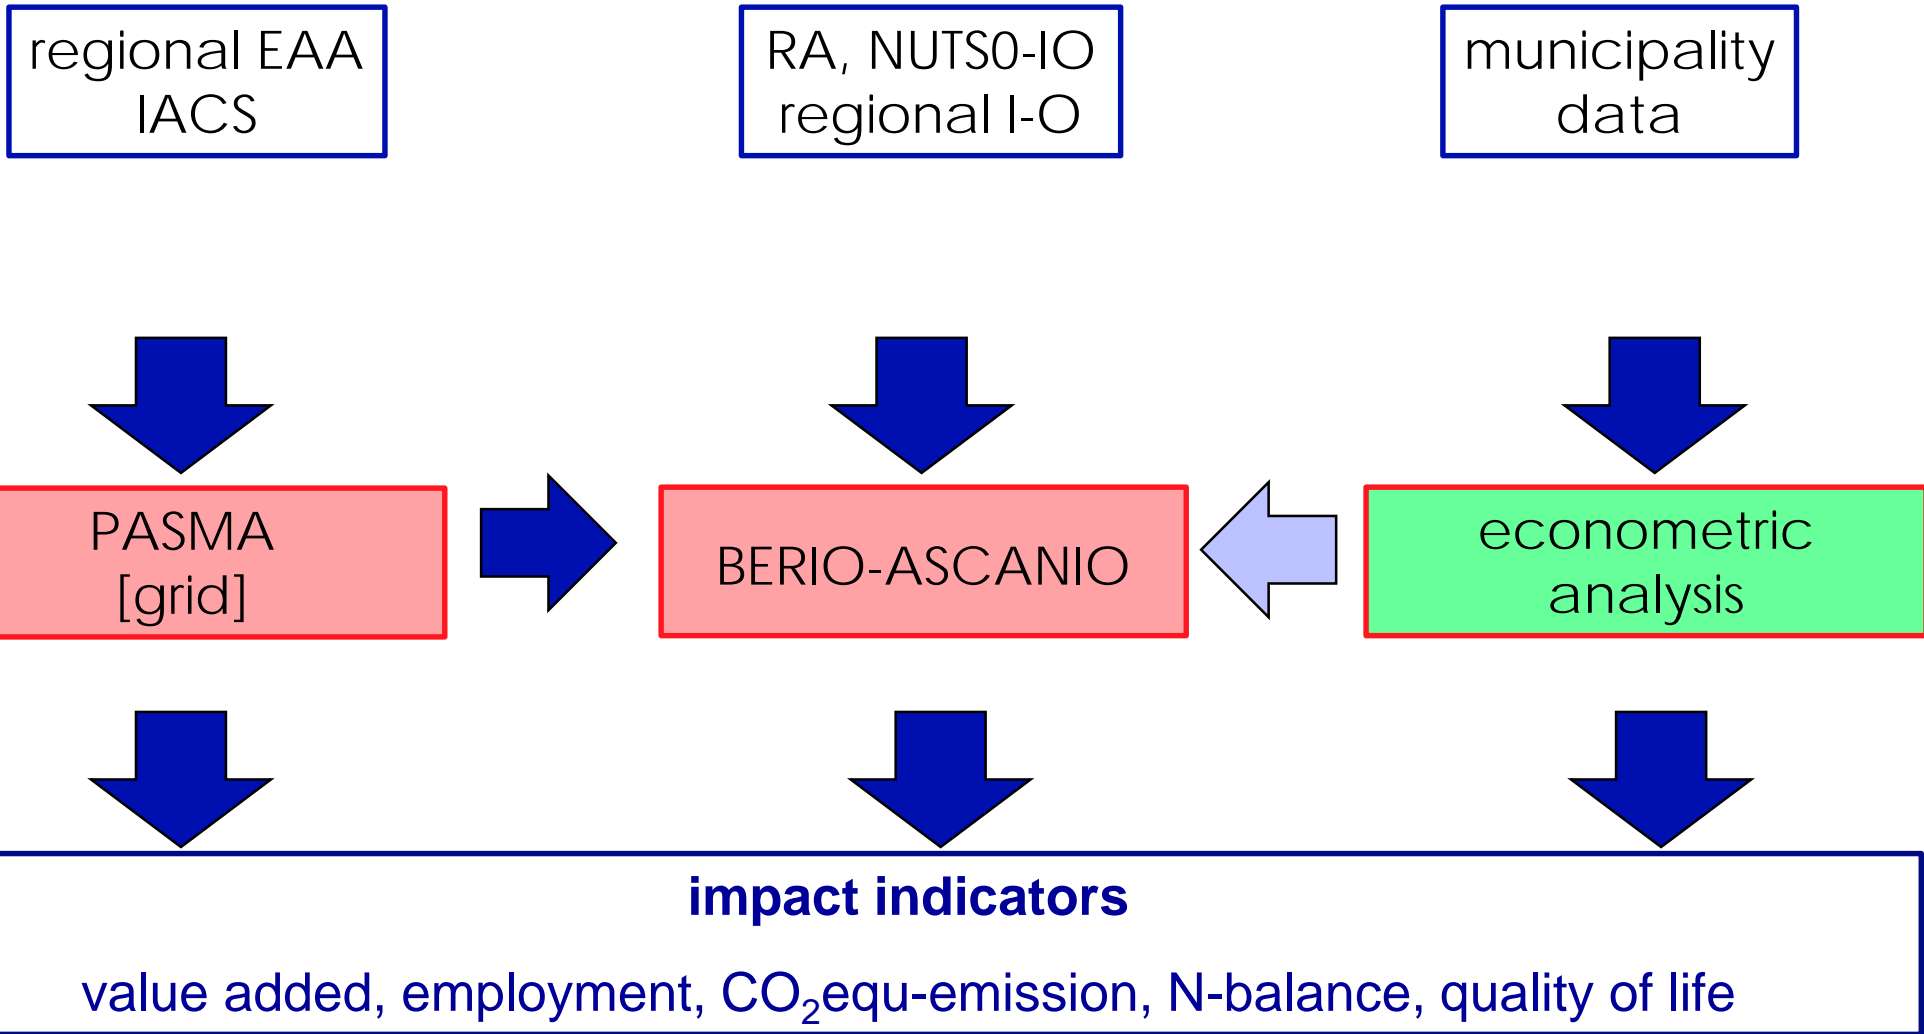 regional EAA
IACS
RA, NUTS0-IO
regional I-O
municipality
data
PASMA
[grid]
BERIO-ASCANIO
econometric
analysis
impact indicators
value added, employment, CO₂equ-emission, N-balance, quality of life